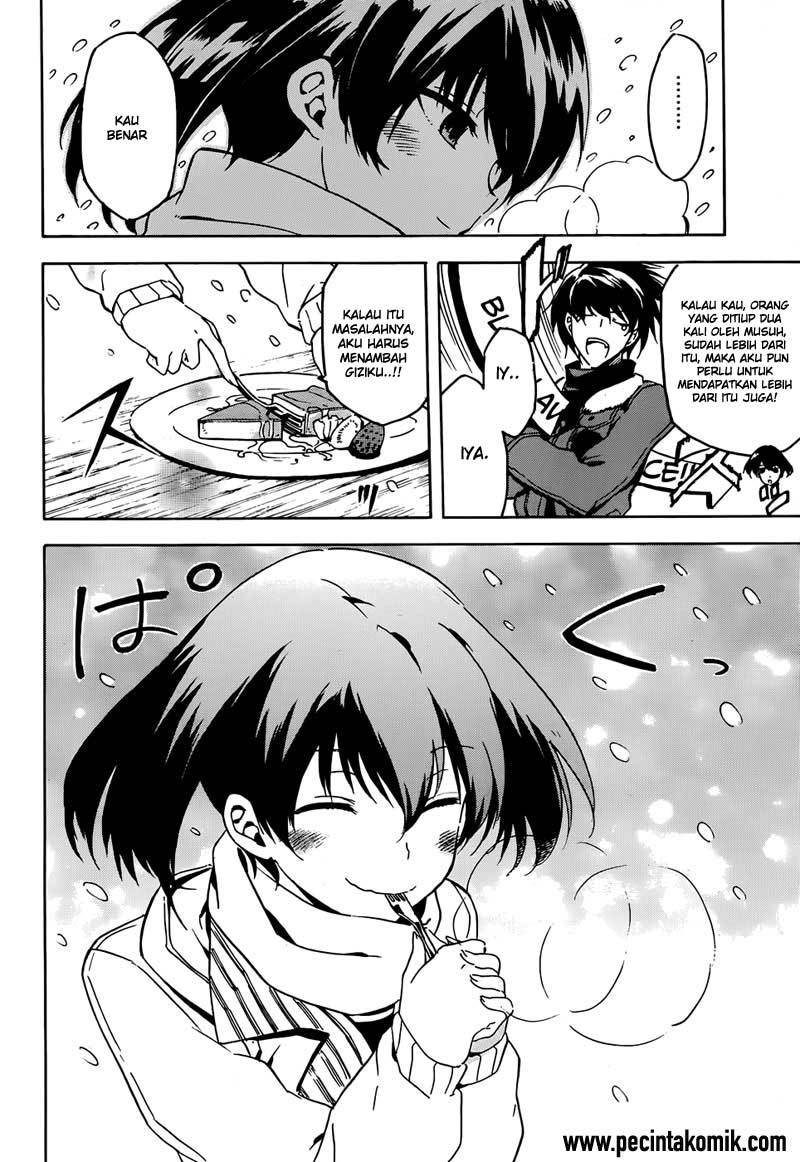 ………
KAU
BENAR
KALAU KAU, ORANG
YANG DITIUP DUA
KALI OLEH MUSUH,
SUDAH LEBIH DARI
ITU, MAKA AKU PUN
PERLU UNTUK
MENDAPATKAN LEBIH
DARI ITU JUGA!
IY..
IYA.
KALAU ITU
MASALAHNYA,
AKU HARUS
MENAMBAH
GIZIKU..!!
ぱくっ
www.pecintakomik.com